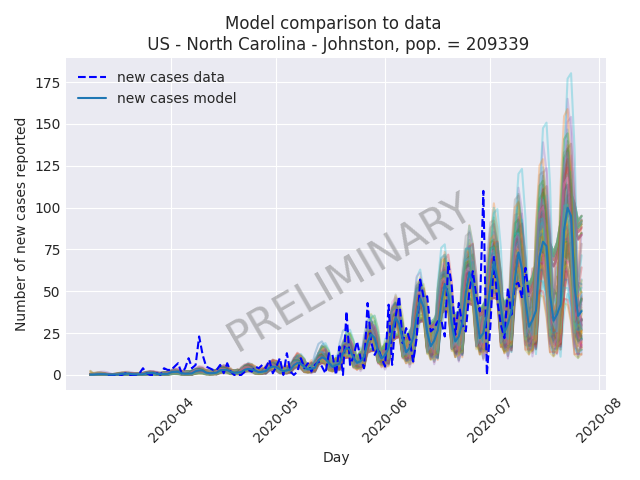 Model comparison to data
US - North Carolina - Johnston, pop. = 209339
new cases data
new cases model
PRELIMINARY
Number of new cases reported
175
150
125
100
75
50
25
0
2020-04
2020-05
2020-06
2020-07
2020-08
Day